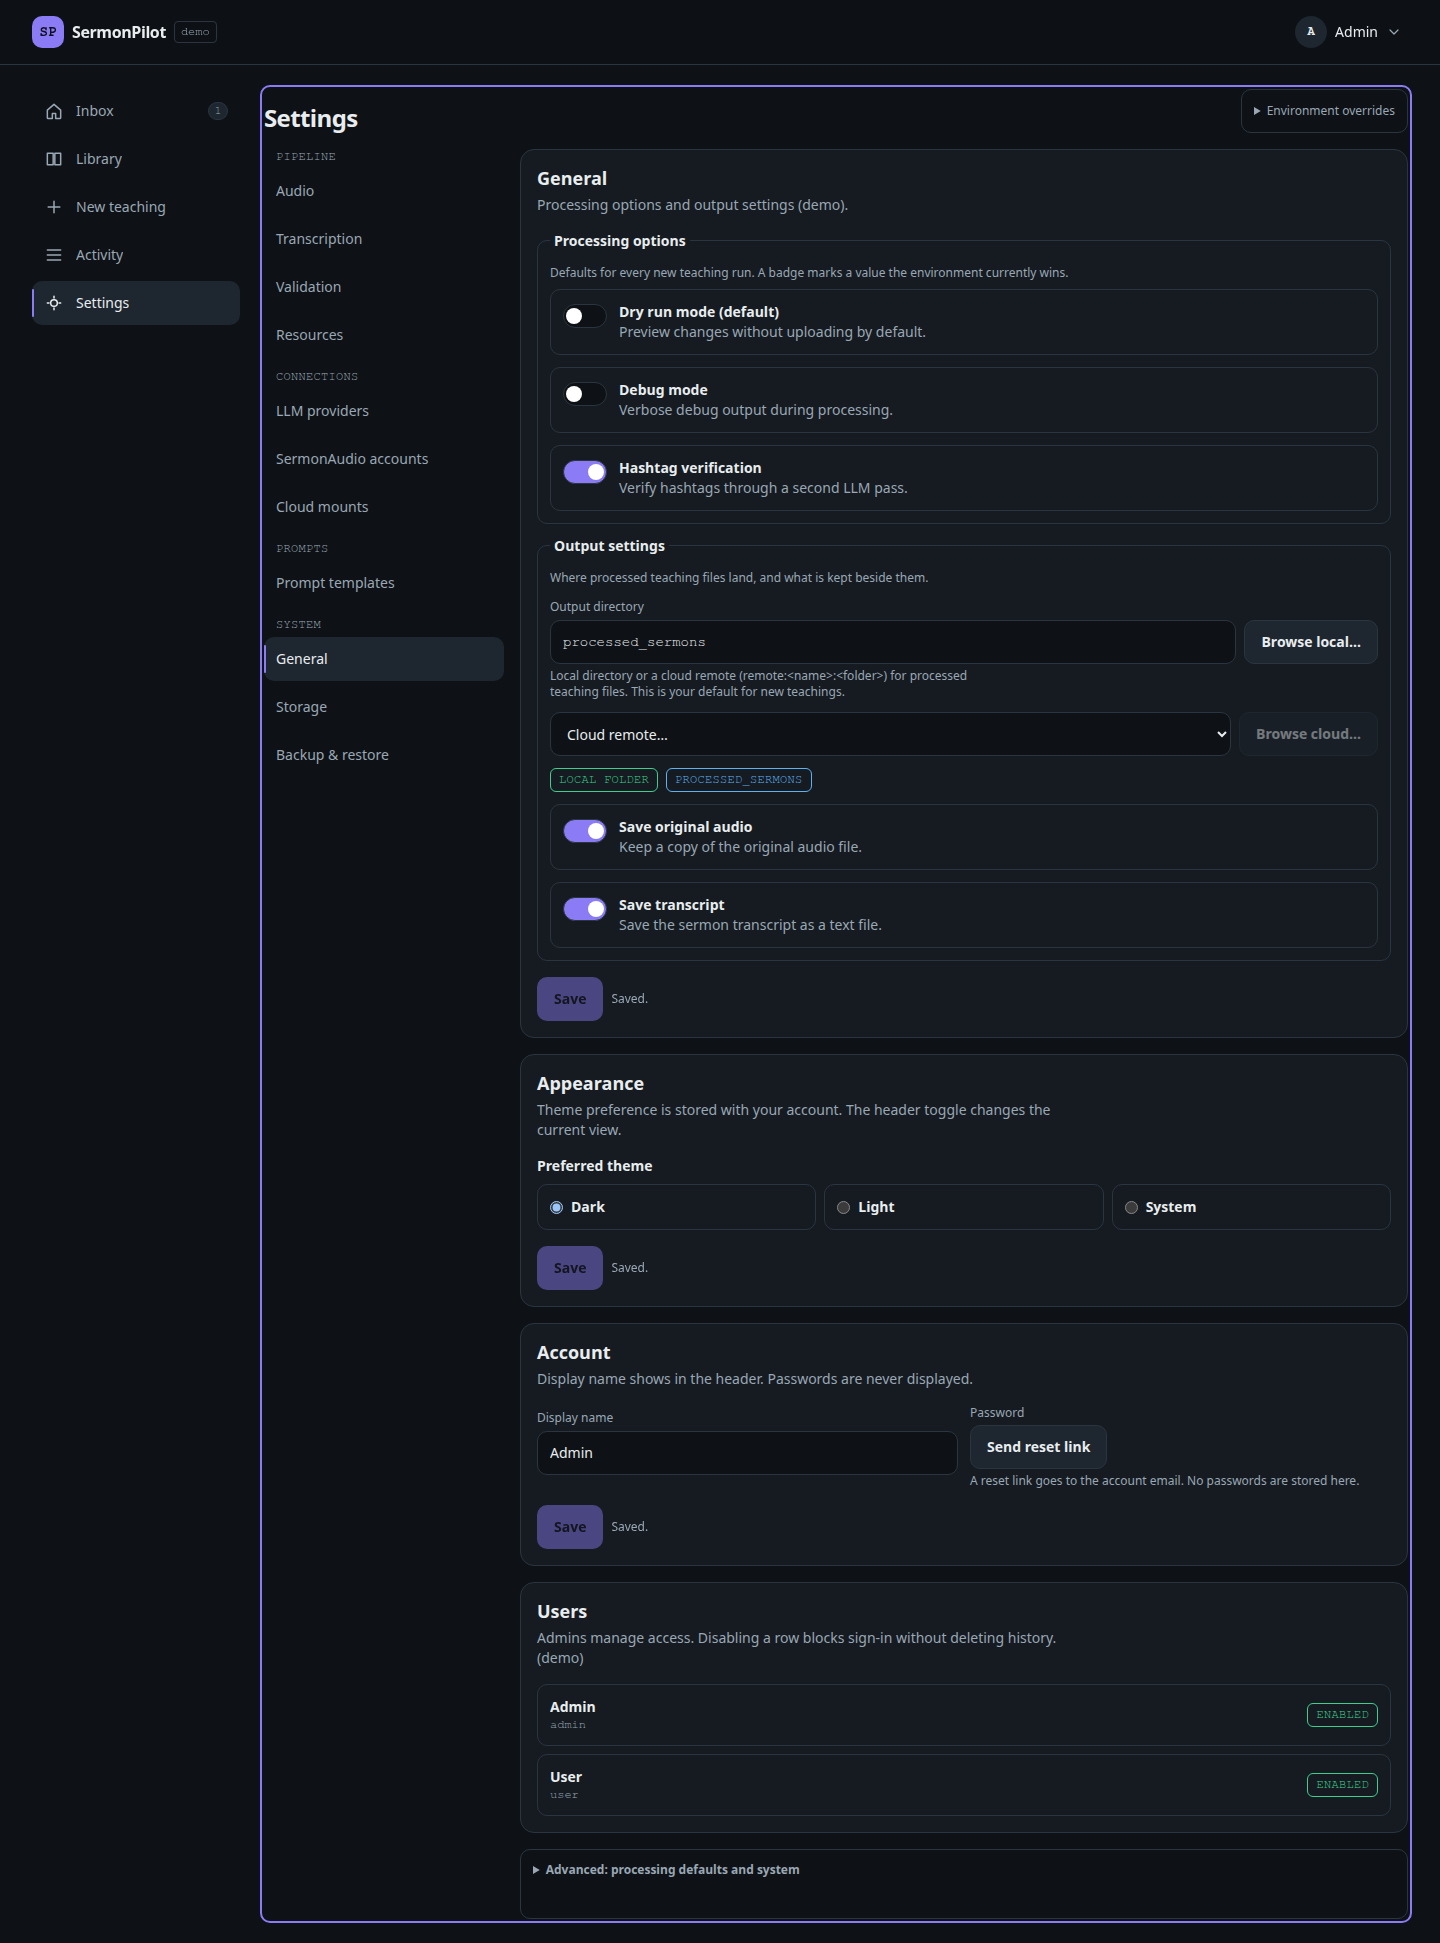 SP SermonPilot demo
A Admin
Inbox 1
Library
New teaching
Activity
Settings
Settings
Environment overrides
PIPELINE
Audio
Transcription
Validation
Resources
CONNECTIONS
LLM providers
SermonAudio accounts
Cloud mounts
PROMPTS
Prompt templates
SYSTEM
General
Storage
Backup & restore
General
Processing options and output settings (demo).
Processing options
Defaults for every new teaching run. A badge marks a value the environment currently wins.
Dry run mode (default)
Preview changes without uploading by default.
Debug mode
Verbose debug output during processing.
Hashtag verification
Verify hashtags through a second LLM pass.
Output settings
Where processed teaching files land, and what is kept beside them.
Output directory
processed_sermons Browse local...
Local directory or a cloud remote (remote:<name>:<folder>) for processed
teaching files. This is your default for new teachings.
Cloud remote... Browse cloud...
LOCAL FOLDER PROCESSED_SERMONS
Save original audio
Keep a copy of the original audio file.
Save transcript
Save the sermon transcript as a text file.
Save Saved.
Appearance
Theme preference is stored with your account. The header toggle changes the
current view.
Preferred theme
Dark Light System
Save Saved.
Account
Display name shows in the header. Passwords are never displayed.
Display name
Admin
Password
Send reset link
A reset link goes to the account email. No passwords are stored here.
Save Saved.
Users
Admins manage access. Disabling a row blocks sign-in without deleting history.
(demo)
Admin
admin
ENABLED
User
user
ENABLED
Advanced: processing defaults and system